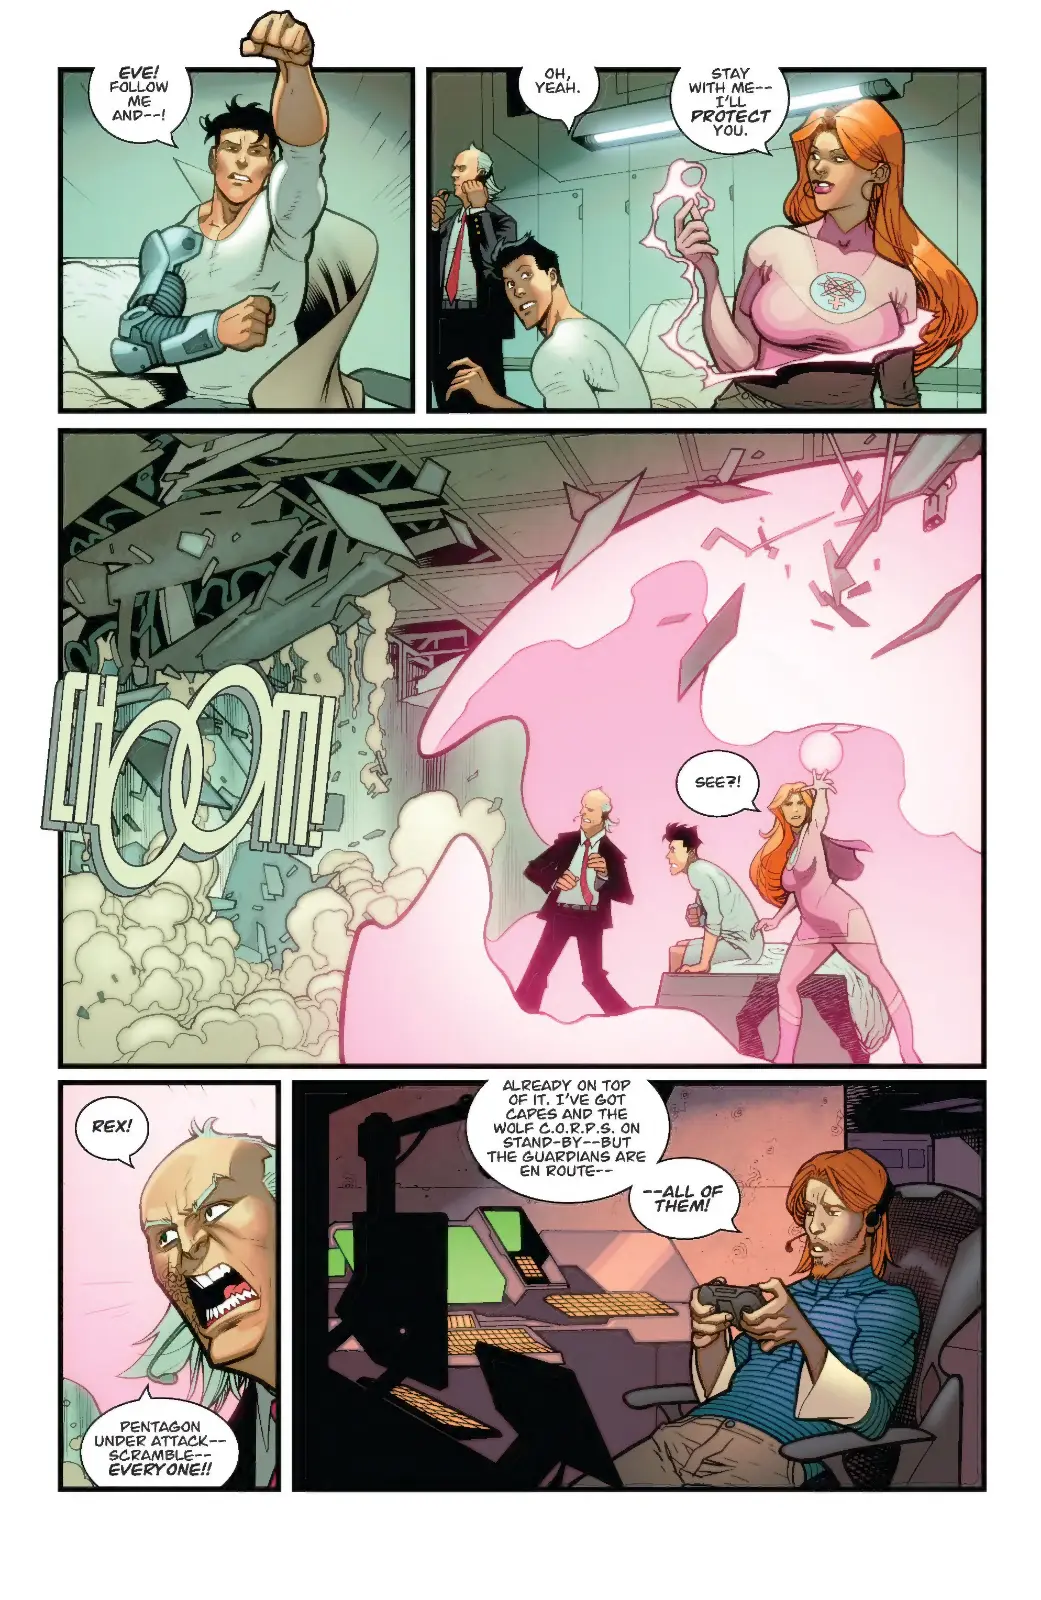 EVE!
FOLLOW
ME
AND--!
OH,
YEAH.
STAY
WITH ME--
I'LL
PROTECT
YOU.
CHOOOM!
SEE?!
REX!
PENTAGON
UNDER ATTACK--
SCRAMBLE--
EVERYONE!!
ALREADY ON TOP
OF IT. I'VE GOT
CAPES AND THE
WOLF C.O.R.P.S. ON
STAND-BY--BUT
THE GUARDIANS ARE
EN ROUTE--
--ALL OF
THEM!